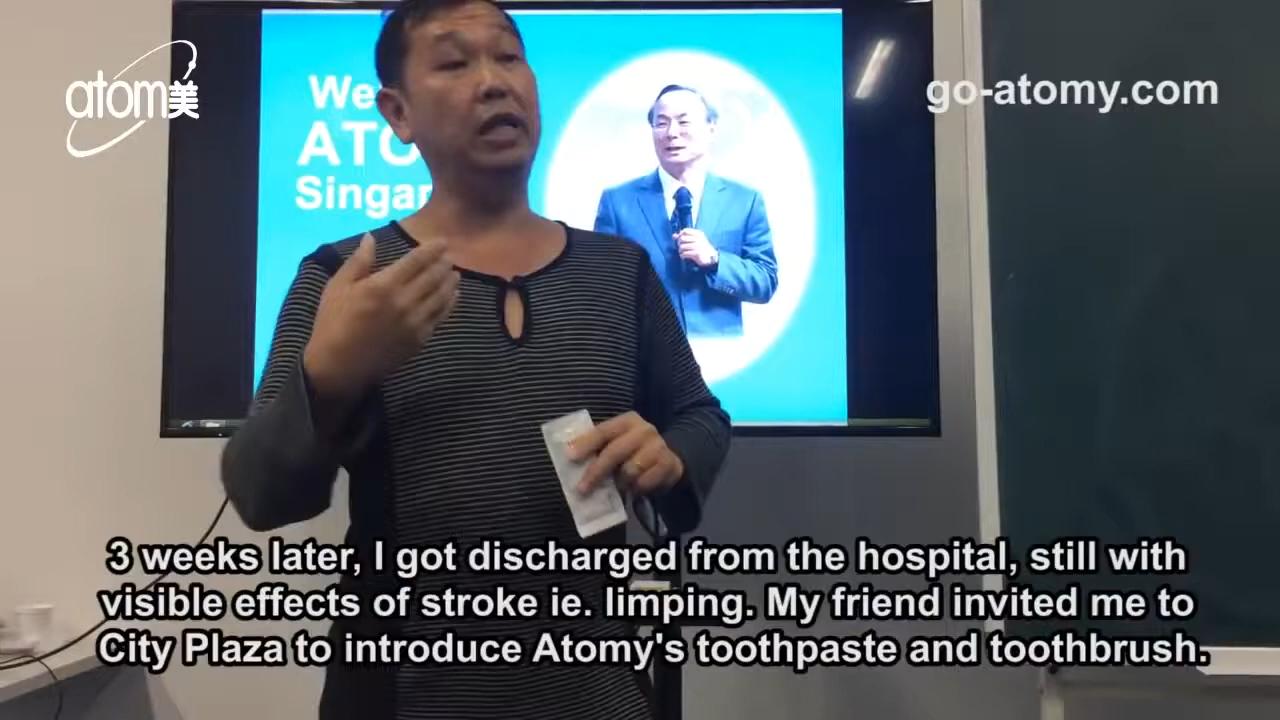 atom美
go-atomy.com
We
ATO
Singa
3 weeks later, I got discharged from the hospital, still with
visible effects of stroke ie. limping. My friend invited me to
City Plaza to introduce Atomy's toothpaste and toothbrush.